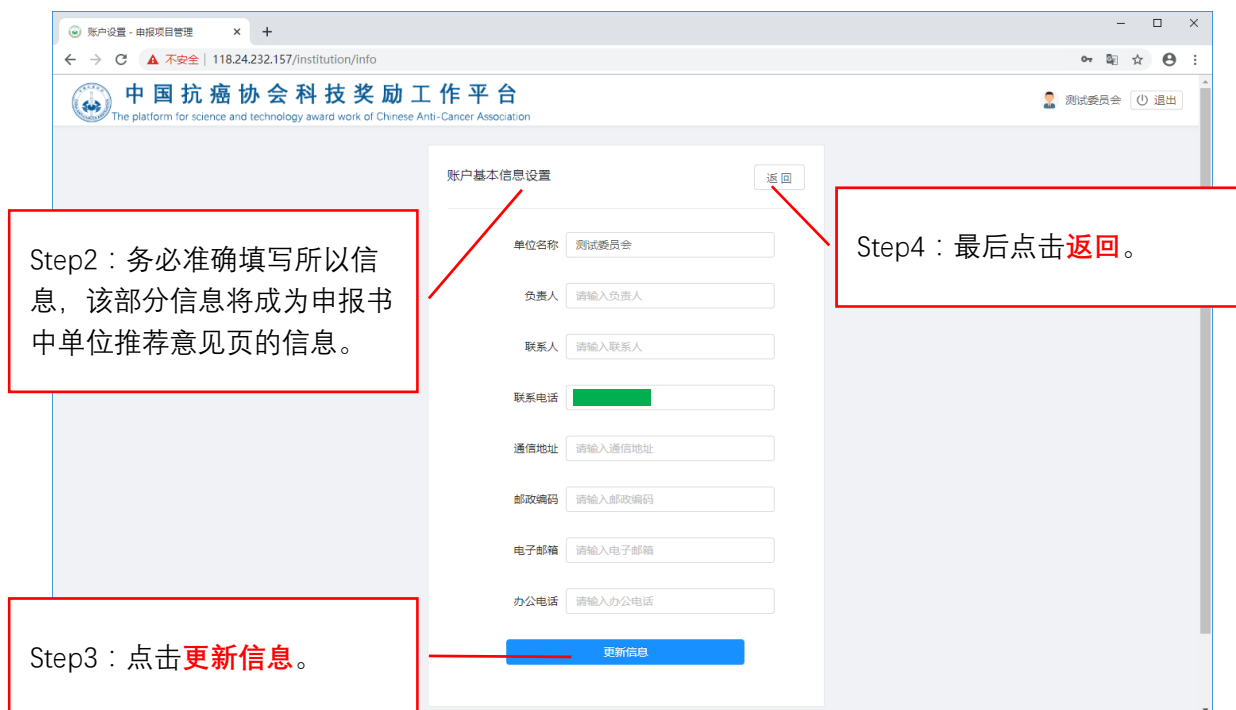 账户设置 - 申报项目管理
不安全 | 118.24.232.157/institution/info
中国抗癌协会科技奖励工作平台
The platform for science and technology award work of Chinese Anti-Cancer Association
测试委员会 退出
账户基本信息设置
返回
Step2：务必准确填写所以信
息，该部分信息将成为申报书
中单位推荐意见页的信息。
Step4：最后点击返回。
单位名称 测试委员会
负责人 请输入负责人
联系人 请输入联系人
联系电话
通信地址 请输入通信地址
邮政编码 请输入邮政编码
电子邮箱 请输入电子邮箱
办公电话 请输入办公电话
Step3：点击更新信息。
更新信息